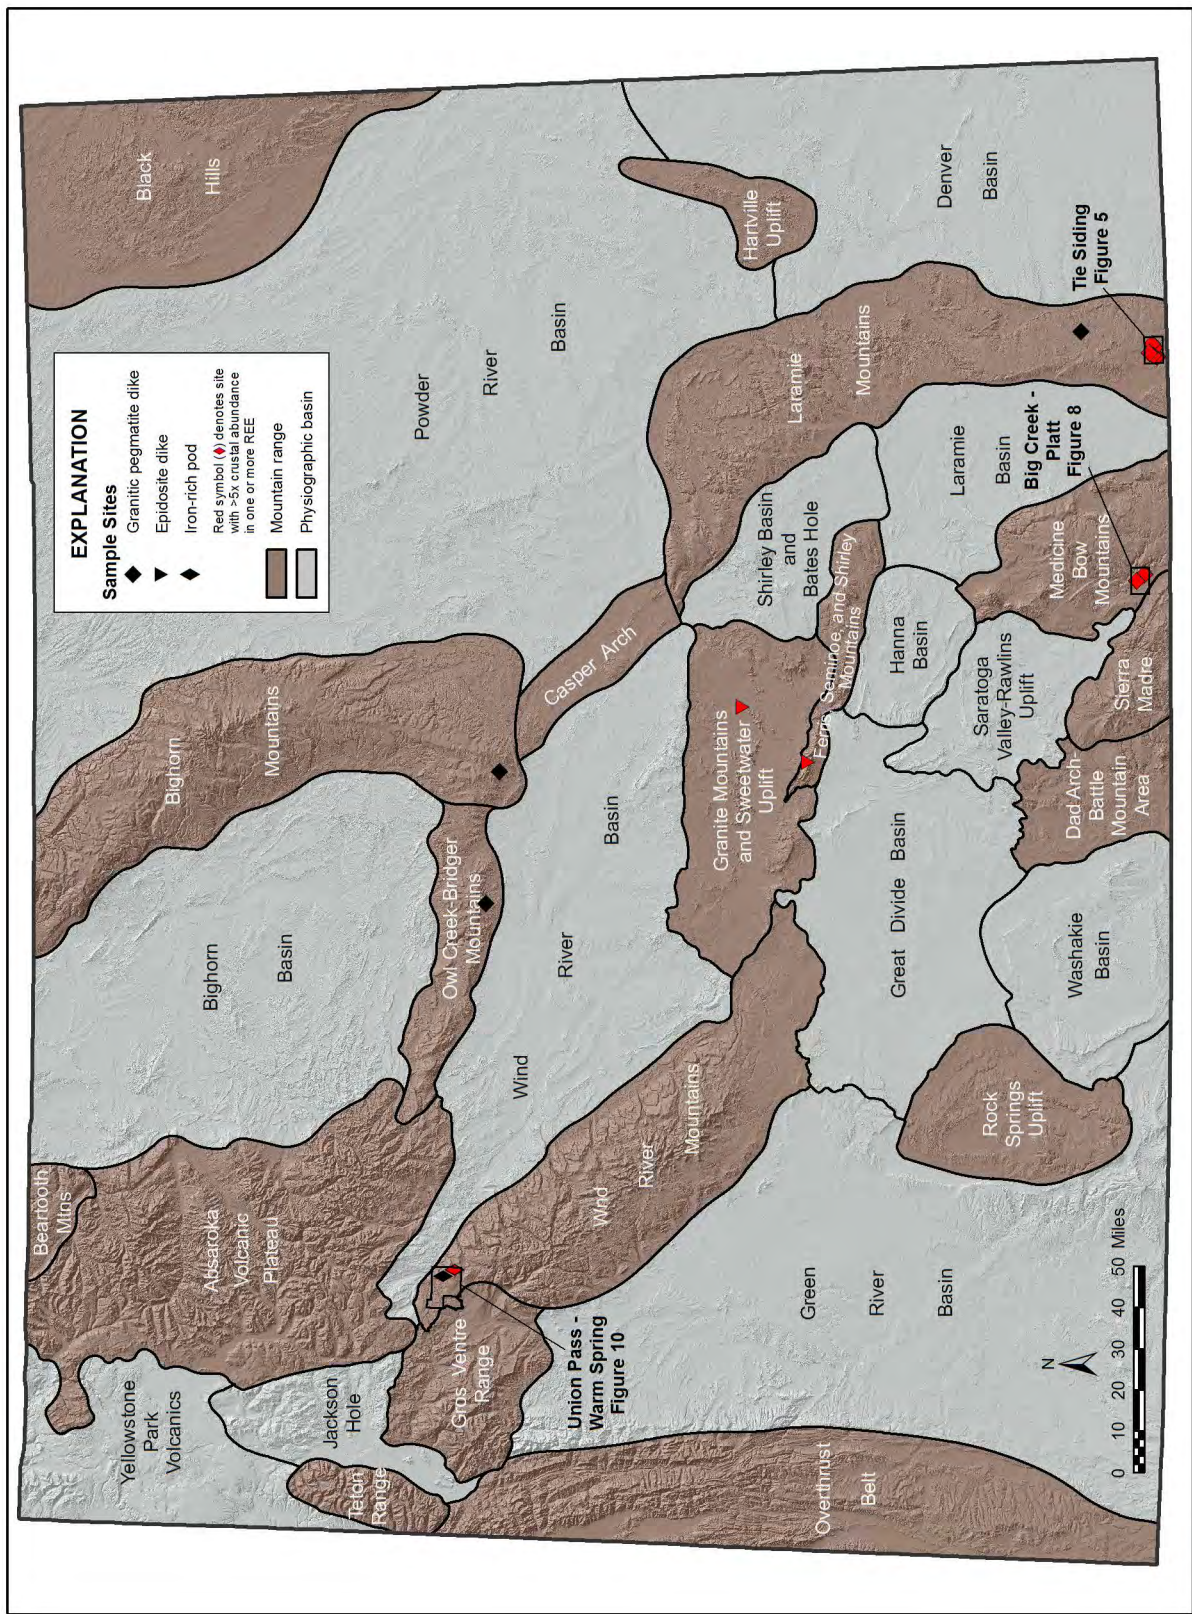 EXPLANATION
Sample Sites
Granitic pegmatite dike
Epidosite dike
Iron-rich pod
Red symbol (♦) denotes site
with >5x crustal abundance
in one or more REE
Mountain range
Physiographic basin
Beartooth
Mtns
Yellowstone
Park
Volcanics
Absaroka
Volcanic
Plateau
Bighorn
Basin
Bighorn
Mountains
Black
Hills
Powder
River
Basin
Jackson
Hole
Teton
Range
Gros Ventre
Range
Union Pass -
Warm Spring
Figure 10
Owl Creek-Bridger
Mountains
Wind
River
Basin
Casper Arch
Wind
River
Mountains
Granite Mountains
and Sweetwater
Uplift
Ferris, Seminoe, and Shirley
Mountains
Shirley Basin
and
Bates Hole
Laramie
Mountains
Hartville
Uplift
Denver
Basin
Overthrust
Belt
Green
River
Basin
Great Divide Basin
Rock
Springs
Uplift
Washakie
Basin
Hanna
Basin
Saratoga
Valley-Rawlins
Uplift
Dad Arch-
Battle
Mountain
Area
Sierra
Madre
Medicine
Bow
Mountains
Laramie
Basin
Big Creek -
Platt
Figure 8
Tie Siding
Figure 5
N
0 10 20 30 40 50 Miles